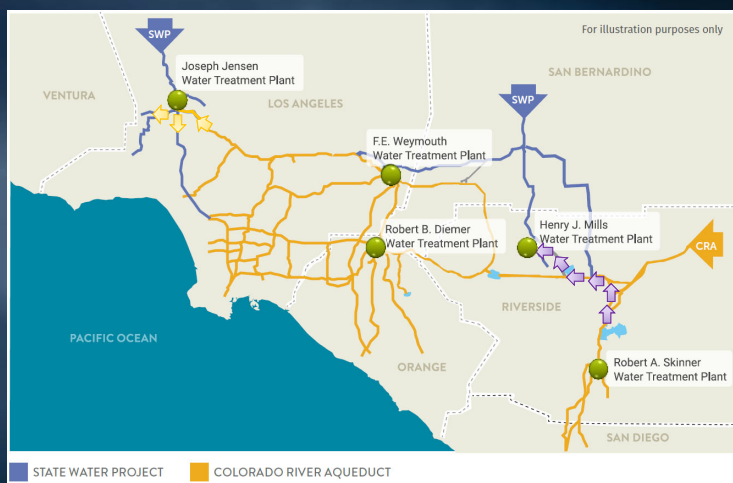 For illustration purposes only
SWP
Joseph Jensen
Water Treatment Plant
VENTURA
LOS ANGELES
SAN BERNARDINO
SWP
F.E. Weymouth
Water Treatment Plant
Robert B. Diemer
Water Treatment Plant
Henry J. Mills
Water Treatment Plant
CRA
RIVERSIDE
PACIFIC OCEAN
ORANGE
Robert A. Skinner
Water Treatment Plant
SAN DIEGO
STATE WATER PROJECT
COLORADO RIVER AQUEDUCT